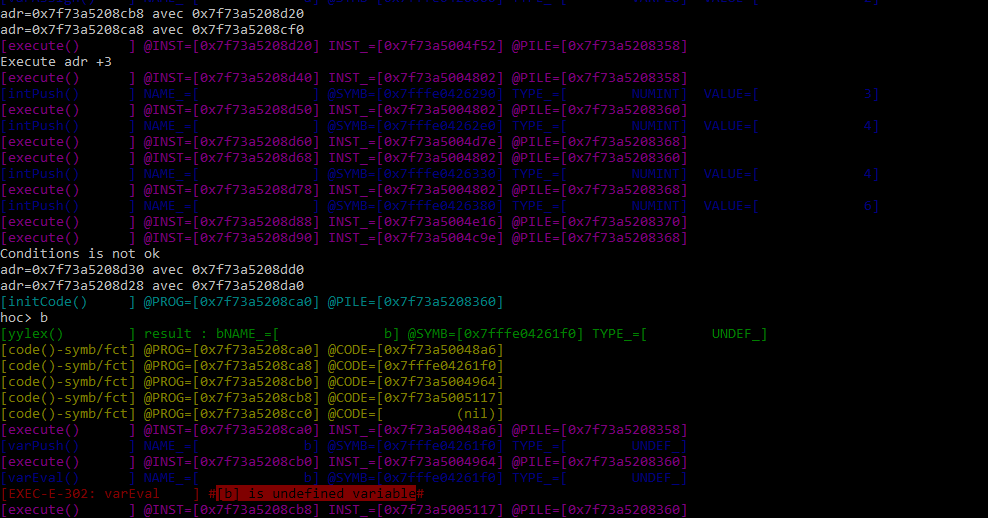 adr=0x7f73a5208cb8 avec 0x7f73a5208d20
adr=0x7f73a5208ca8 avec 0x7f73a5208cf0
[execute()      ] @INST=[0x7f73a5208d20] INST_=[0x7f73a5004f52] @PILE=[0x7f73a5208358]
Execute adr +3
[execute()      ] @INST=[0x7f73a5208d40] INST_=[0x7f73a5004802] @PILE=[0x7f73a5208358]
[intPush()      ] NAME_=[              ] @SYMB=[0x7fffe0426290] TYPE_=[        NUMINT]  VALUE=[             3]
[execute()      ] @INST=[0x7f73a5208d50] INST_=[0x7f73a5004802] @PILE=[0x7f73a5208360]
[intPush()      ] NAME_=[              ] @SYMB=[0x7fffe04262e0] TYPE_=[        NUMINT]  VALUE=[             4]
[execute()      ] @INST=[0x7f73a5208d60] INST_=[0x7f73a5004d7e] @PILE=[0x7f73a5208368]
[execute()      ] @INST=[0x7f73a5208d68] INST_=[0x7f73a5004802] @PILE=[0x7f73a5208360]
[intPush()      ] NAME_=[              ] @SYMB=[0x7fffe0426330] TYPE_=[        NUMINT]  VALUE=[             4]
[execute()      ] @INST=[0x7f73a5208d78] INST_=[0x7f73a5004802] @PILE=[0x7f73a5208368]
[intPush()      ] NAME_=[              ] @SYMB=[0x7fffe0426380] TYPE_=[        NUMINT]  VALUE=[             6]
[execute()      ] @INST=[0x7f73a5208d88] INST_=[0x7f73a5004e16] @PILE=[0x7f73a5208370]
[execute()      ] @INST=[0x7f73a5208d90] INST_=[0x7f73a5004c9e] @PILE=[0x7f73a5208368]
Conditions is not ok
adr=0x7f73a5208d30 avec 0x7f73a5208dd0
adr=0x7f73a5208d28 avec 0x7f73a5208da0
[initCode()     ] @PROG=[0x7f73a5208ca0] @PILE=[0x7f73a5208360]
hoc> b
[yylex()        ] result : bNAME_=[             b] @SYMB=[0x7fffe04261f0] TYPE_=[        UNDEF_]
[code()-symb/fct] @PROG=[0x7f73a5208ca0] @CODE=[0x7f73a50048a6]
[code()-symb/fct] @PROG=[0x7f73a5208ca8] @CODE=[0x7fffe04261f0]
[code()-symb/fct] @PROG=[0x7f73a5208cb0] @CODE=[0x7f73a5004964]
[code()-symb/fct] @PROG=[0x7f73a5208cb8] @CODE=[0x7f73a5005117]
[code()-symb/fct] @PROG=[0x7f73a5208cc0] @CODE=[         (nil)]
[execute()      ] @INST=[0x7f73a5208ca0] INST_=[0x7f73a50048a6] @PILE=[0x7f73a5208358]
[varPush()      ] NAME_=[             b] @SYMB=[0x7fffe04261f0] TYPE_=[        UNDEF_]
[execute()      ] @INST=[0x7f73a5208cb0] INST_=[0x7f73a5004964] @PILE=[0x7f73a5208360]
[varEval()      ] NAME_=[             b] @SYMB=[0x7fffe04261f0] TYPE_=[        UNDEF_]
[EXEC-E-302: varEval    ] #[b] is undefined variable#
[execute()      ] @INST=[0x7f73a5208cb8] INST_=[0x7f73a5005117] @PILE=[0x7f73a5208360]